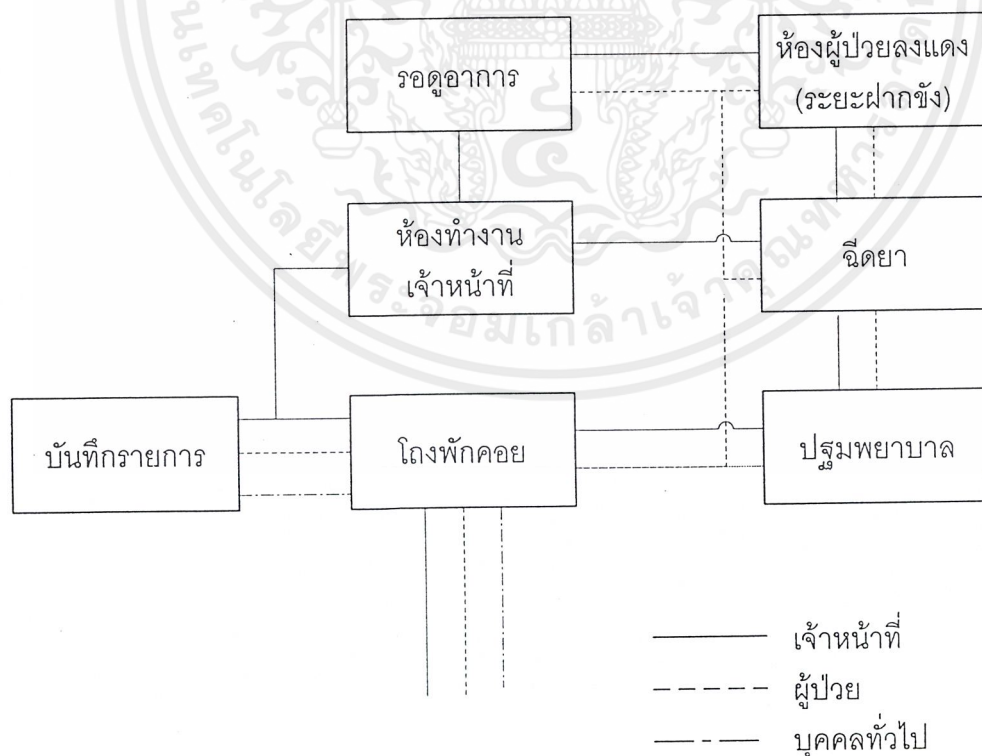 รอดูอาการ
ห้องผู้ป่วยลงแดง
(ระยะฝากขัง)
ห้องทำงาน
เจ้าหน้าที่
ฉีดยา
บันทึกรายการ
โถงพักคอย
ปฐมพยาบาล
เจ้าหน้าที่
ผู้ป่วย
บุคคลทั่วไป